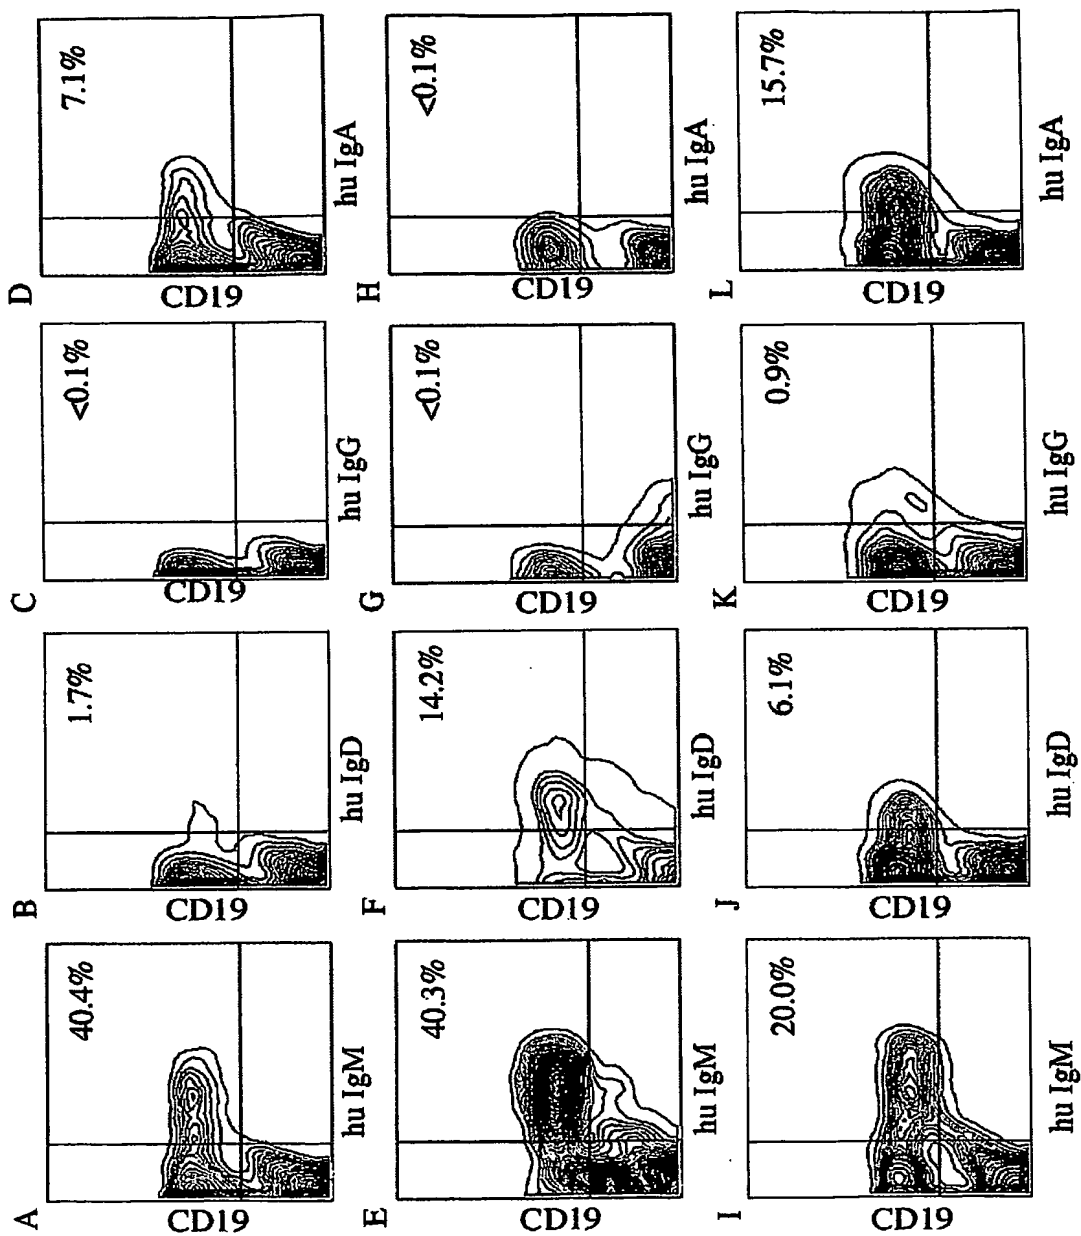 A
40.4%
CD19
hu IgM
B
1.7%
CD19
hu IgD
C
<0.1%
CD19
hu IgG
D
7.1%
CD19
hu IgA
E
40.3%
CD19
hu IgM
F
14.2%
CD19
hu IgD
G
<0.1%
CD19
hu IgG
H
<0.1%
CD19
hu IgA
I
20.0%
CD19
hu IgM
J
6.1%
CD19
hu IgD
K
0.9%
CD19
hu IgG
L
15.7%
CD19
hu IgA